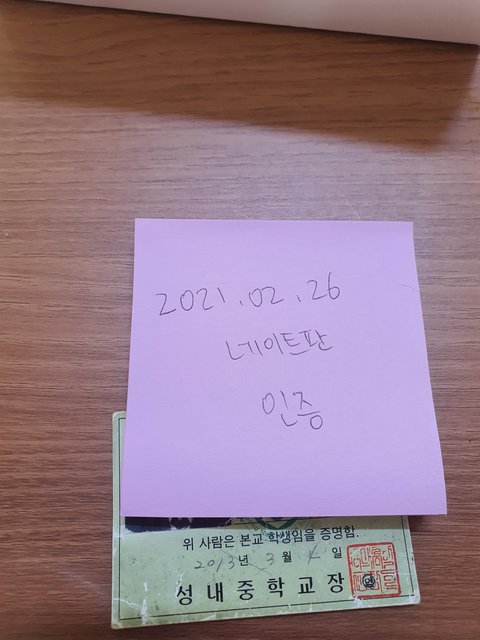 2021.02.26
네이트판
인증
위 사람은 본교 학생임을 증명함.
2013년 3월 4일
성내중학교장